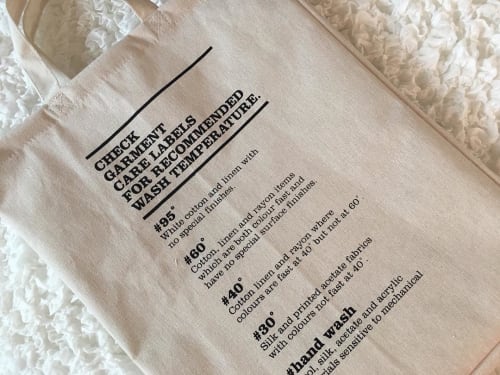 CHECK
GARMENT
CARE LABELS
FOR RECOMMENDED
WASH TEMPERATURE.
#95°
White cotton and linen with
no special finishes.
#60°
Cotton, linen and rayon items
which are both colour fast and
have no special surface finishes.
#40°
Cotton linen and rayon where
colours are fast at 40° but not at 60°.
#30°
Silk and printed acetate fabrics
with colours not fast at 40°.
#hand wash
silk, acetate and acrylic
sensitive to mechanical